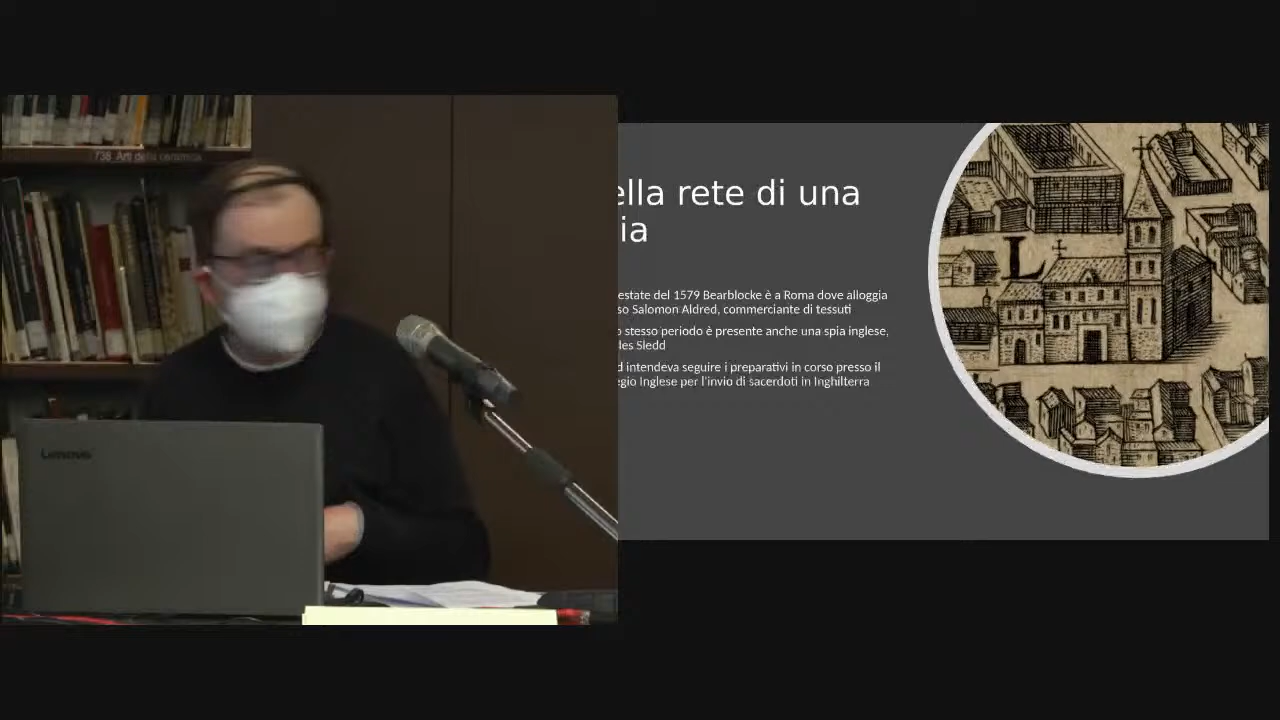 738 Arti della ceramica
Lenovo
ella rete di una
ia
estate del 1579 Bearblocke è a Roma dove alloggia
so Salomon Aldred, commerciante di tessuti
o stesso periodo è presente anche una spia inglese,
les Sledd
d intendeva seguire i preparativi in corso presso il
egio Inglese per l'invio di sacerdoti in Inghilterra
L